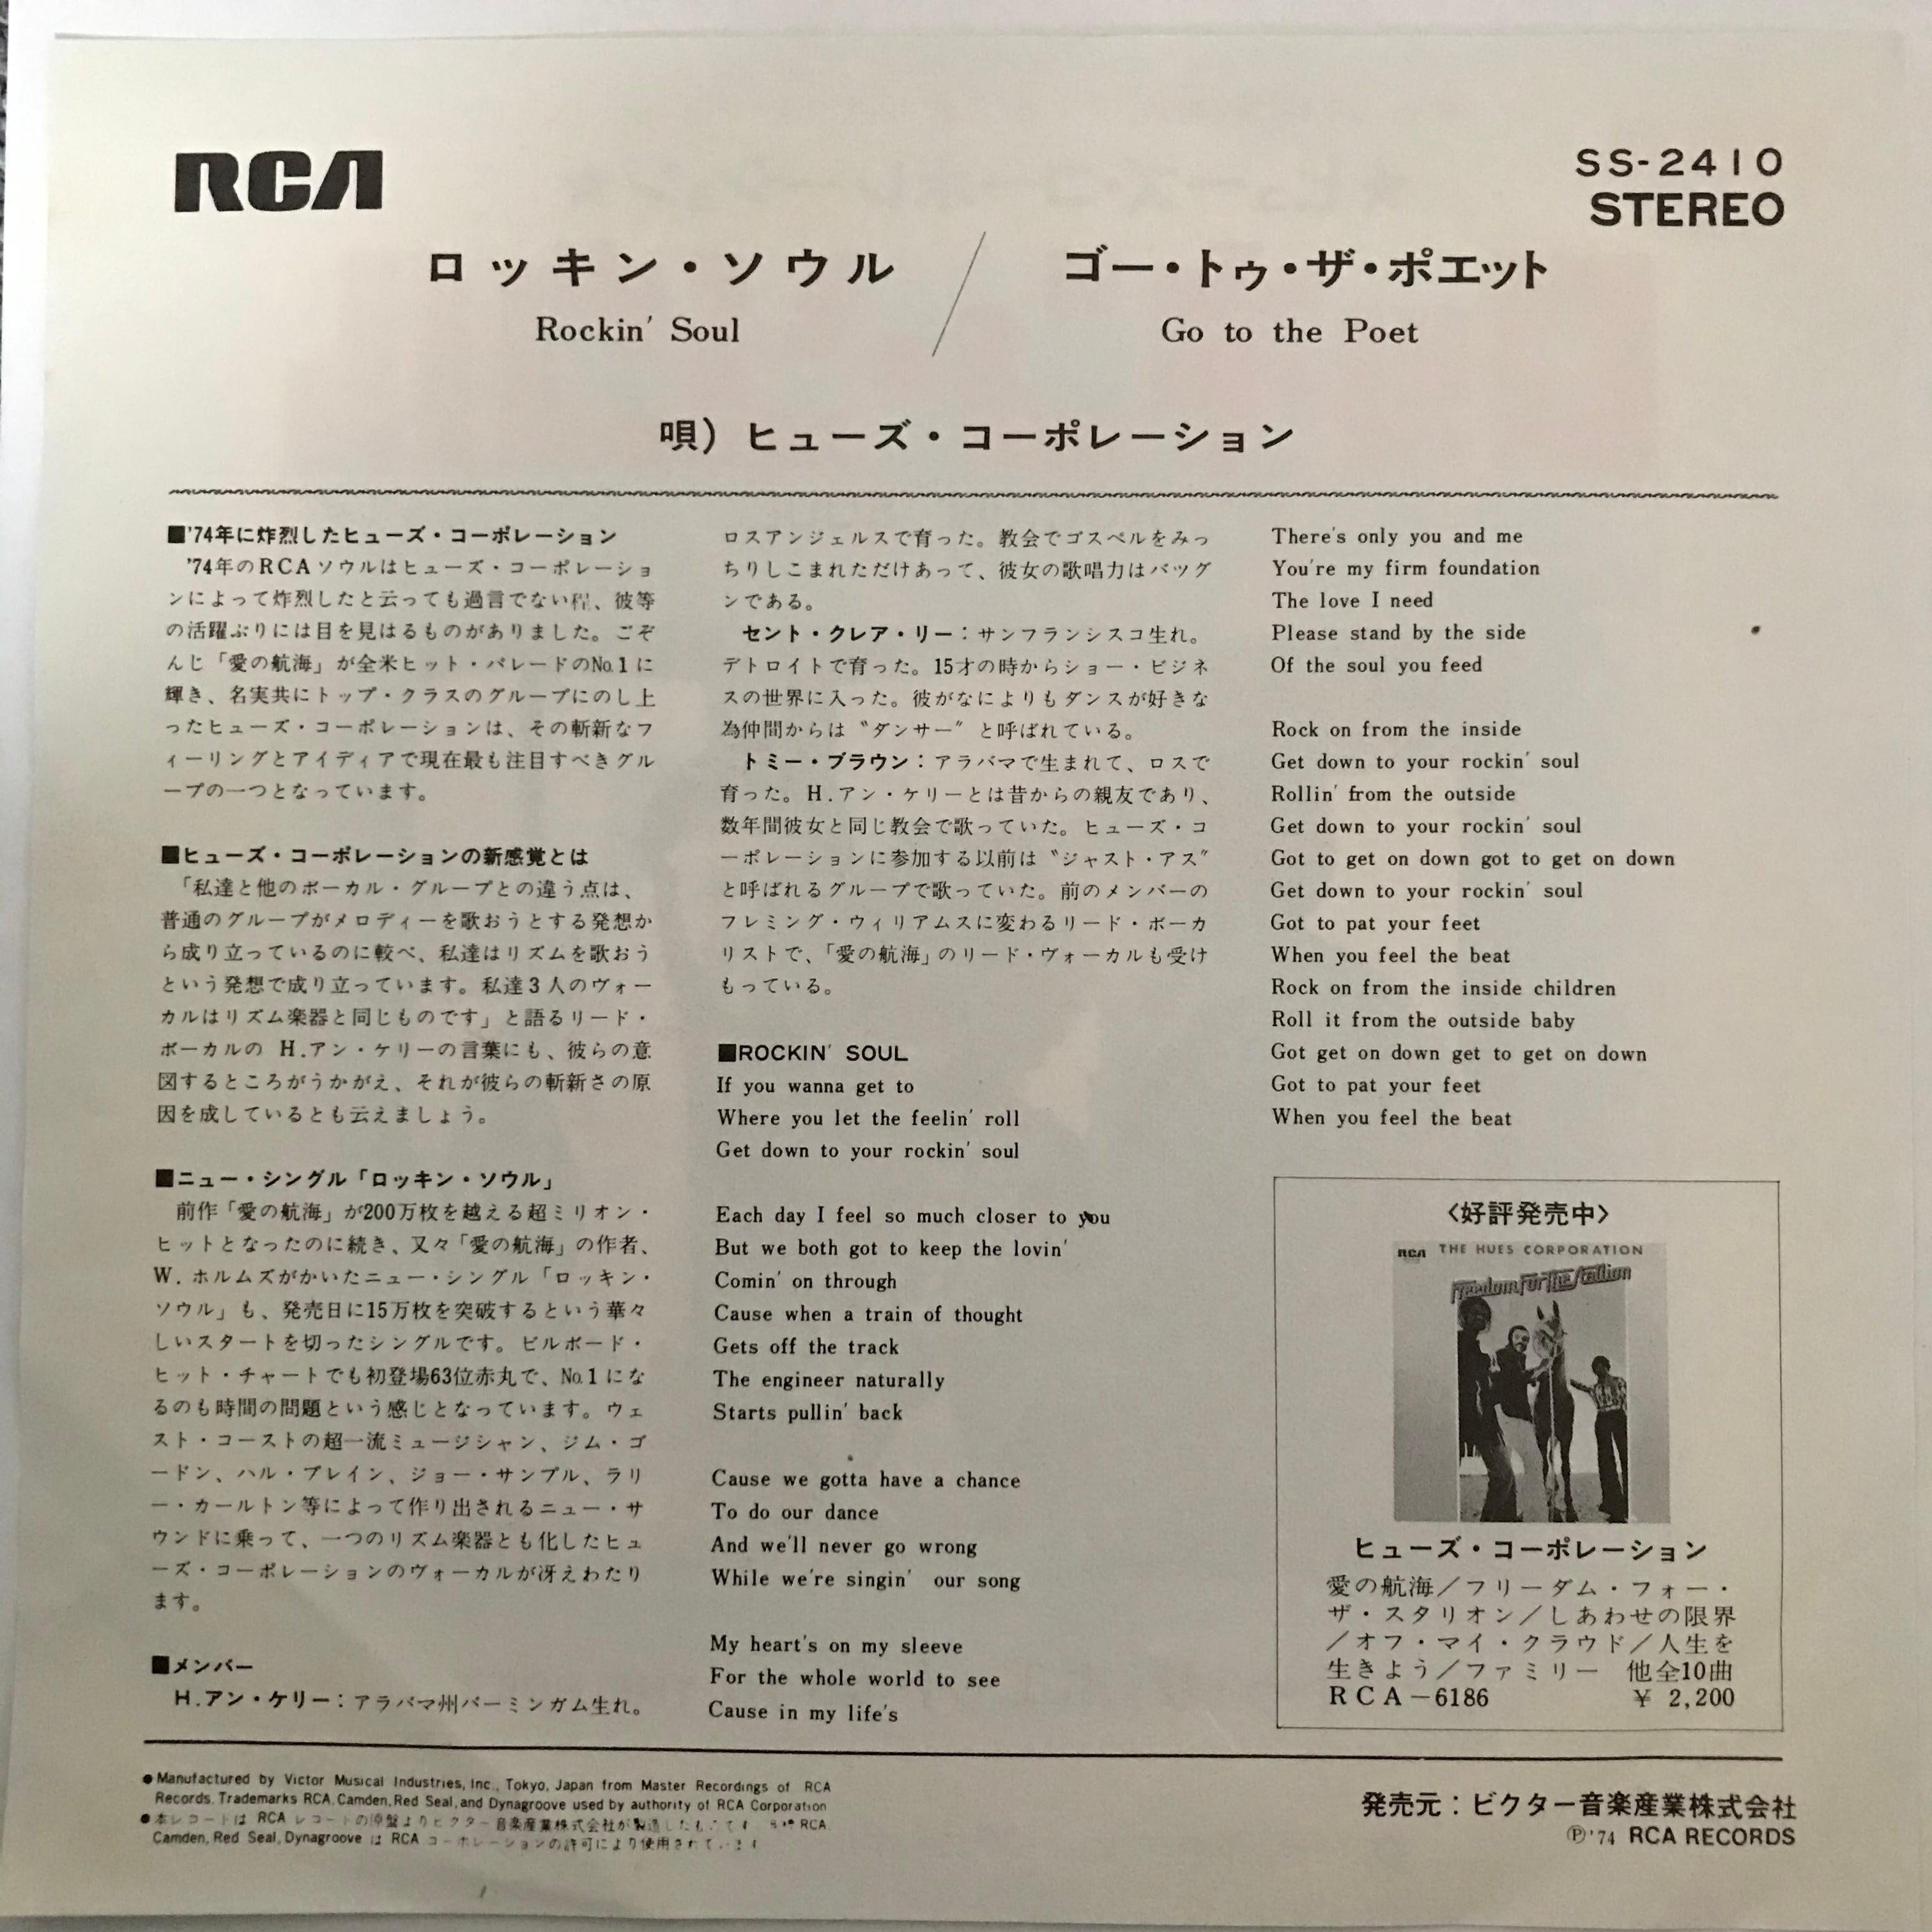 RCA
SS-2410
STEREO
ロッキン・ソウル
Rockin' Soul
ゴー・トゥ・ザ・ポエット
Go to the Poet
唄）ヒューズ・コーポレーション
■'74年に炸烈したヒューズ・コーポレーション
'74年のRCAソウルはヒューズ・コーポレーショ
ンによって炸烈したと云っても過言でない程、彼等
の活躍ぶりには目を見はるものがありました。ごぞ
んじ「愛の航海」が全米ヒット・パレードのNo.1に
輝き、名実共にトップ・クラスのグループにのし上
ったヒューズ・コーポレーションは、その斬新なフ
ィーリングとアイディアで現在最も注目すべきグル
ープの一つとなっています。
■ヒューズ・コーポレーションの新感覚とは
「私達と他のボーカル・グループとの違う点は、
普通のグループがメロディーを歌おうとする発想か
ら成り立っているのに較べ、私達はリズムを歌おう
という発想で成り立っています。私達3人のヴォー
カルはリズム楽器と同じものです」と語るリード・
ボーカルの H.アン・ケリーの言葉にも、彼らの意
図するところがうかがえ、それが彼らの斬新さの原
因を成しているとも云えましょう。
■ニュー・シングル「ロッキン・ソウル」
前作「愛の航海」が200万枚を越える超ミリオン・
ヒットとなったのに続き、又々「愛の航海」の作者、
W. ホルムズがかいたニュー・シングル「ロッキン・
ソウル」も、発売日に15万枚を突破するという華々
しいスタートを切ったシングルです。ビルボード・
ヒット・チャートでも初登場63位赤丸で、No.1にな
るのも時間の問題という感じとなっています。ウェ
スト・コーストの超一流ミュージシャン、ジム・ゴ
ードン、ハル・ブレイン、ジョー・サンプル、ラリ
ー・カールトン等によって作り出されるニュー・サ
ウンドに乗って、一つのリズム楽器とも化したヒュ
ーズ・コーポレーションのヴォーカルが冴えわたり
ます。
■メンバー
H.アン・ケリー：アラバマ州バーミンガム生れ。
ロスアンジェルスで育った。教会でゴスペルをみっ
ちりしこまれただけあって、彼女の歌唱力はバツグ
ンである。
セント・クレア・リー：サンフランシスコ生れ。
デトロイトで育った。15才の時からショー・ビジネ
スの世界に入った。彼がなによりもダンスが好きな
為仲間からは〝ダンサー〟と呼ばれている。
トミー・ブラウン：アラバマで生まれて、ロスで
育った。H.アン・ケリーとは昔からの親友であり、
数年間彼女と同じ教会で歌っていた。ヒューズ・コ
ーポレーションに参加する以前は〝ジャスト・アス〟
と呼ばれるグループで歌っていた。前のメンバーの
フレミング・ウィリアムスに変わるリード・ボーカ
リストで、「愛の航海」のリード・ヴォーカルも受け
もっている。
■ROCKIN' SOUL
If you wanna get to
Where you let the feelin' roll
Get down to your rockin' soul
Each day I feel so much closer to you
But we both got to keep the lovin'
Comin' on through
Cause when a train of thought
Gets off the track
The engineer naturally
Starts pullin' back
Cause we gotta have a chance
To do our dance
And we'll never go wrong
While we're singin' our song
My heart's on my sleeve
For the whole world to see
Cause in my life's
There's only you and me
You're my firm foundation
The love I need
Please stand by the side
Of the soul you feed
Rock on from the inside
Get down to your rockin' soul
Rollin' from the outside
Get down to your rockin' soul
Got to get on down got to get on down
Get down to your rockin' soul
Got to pat your feet
When you feel the beat
Rock on from the inside children
Roll it from the outside baby
Got get on down get to get on down
Got to pat your feet
When you feel the beat
〈好評発売中〉
RCA THE HUES CORPORATION
Freedom For The Stallion
ヒューズ・コーポレーション
愛の航海／フリーダム・フォー・
ザ・スタリオン／しあわせの限界
／オフ・マイ・クラウド／人生を
生きよう／ファミリー 他全10曲
RCA－6186 ¥ 2,200
●Manufactured by Victor Musical Industries, Inc., Tokyo, Japan from Master Recordings of RCA
Records. Trademarks RCA, Camden, Red Seal, and Dynagroove used by authority of RCA Corporation
●本レコードは RCA レコードの原盤よりビクター音楽産業株式会社が製造したものです RCA,
Camden, Red Seal, Dynagroove は RCA コーポレーションの許可により使用されています
発売元：ビクター音楽産業株式会社
Ⓟ'74 RCA RECORDS